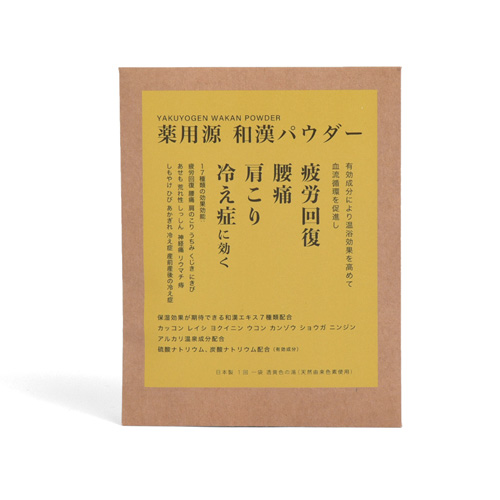 YAKUYOGEN WAKAN POWDER
薬用源 和漢パウダー
有効成分により温浴効果を高めて
血流循環を促進し
疲労回復
腰痛
肩こり
冷え症に効く
17種類の効果効能
疲労回復 腰痛 肩のこり うちみ くじき にきび
あせも 荒れ性 しっしん 神経痛 リウマチ 痔
しもやけ ひび あかぎれ 冷え症 産前産後の冷え症
保温効果が期待できる和漢エキス7種類配合
カッコン レイシ ヨクイニン ウコン カンゾウ ショウガ ニンジン
アルカリ温泉成分配合
硫酸ナトリウム、炭酸ナトリウム配合(有効成分)
日本製 1回一袋 透黄色の湯(天然由来色素使用)